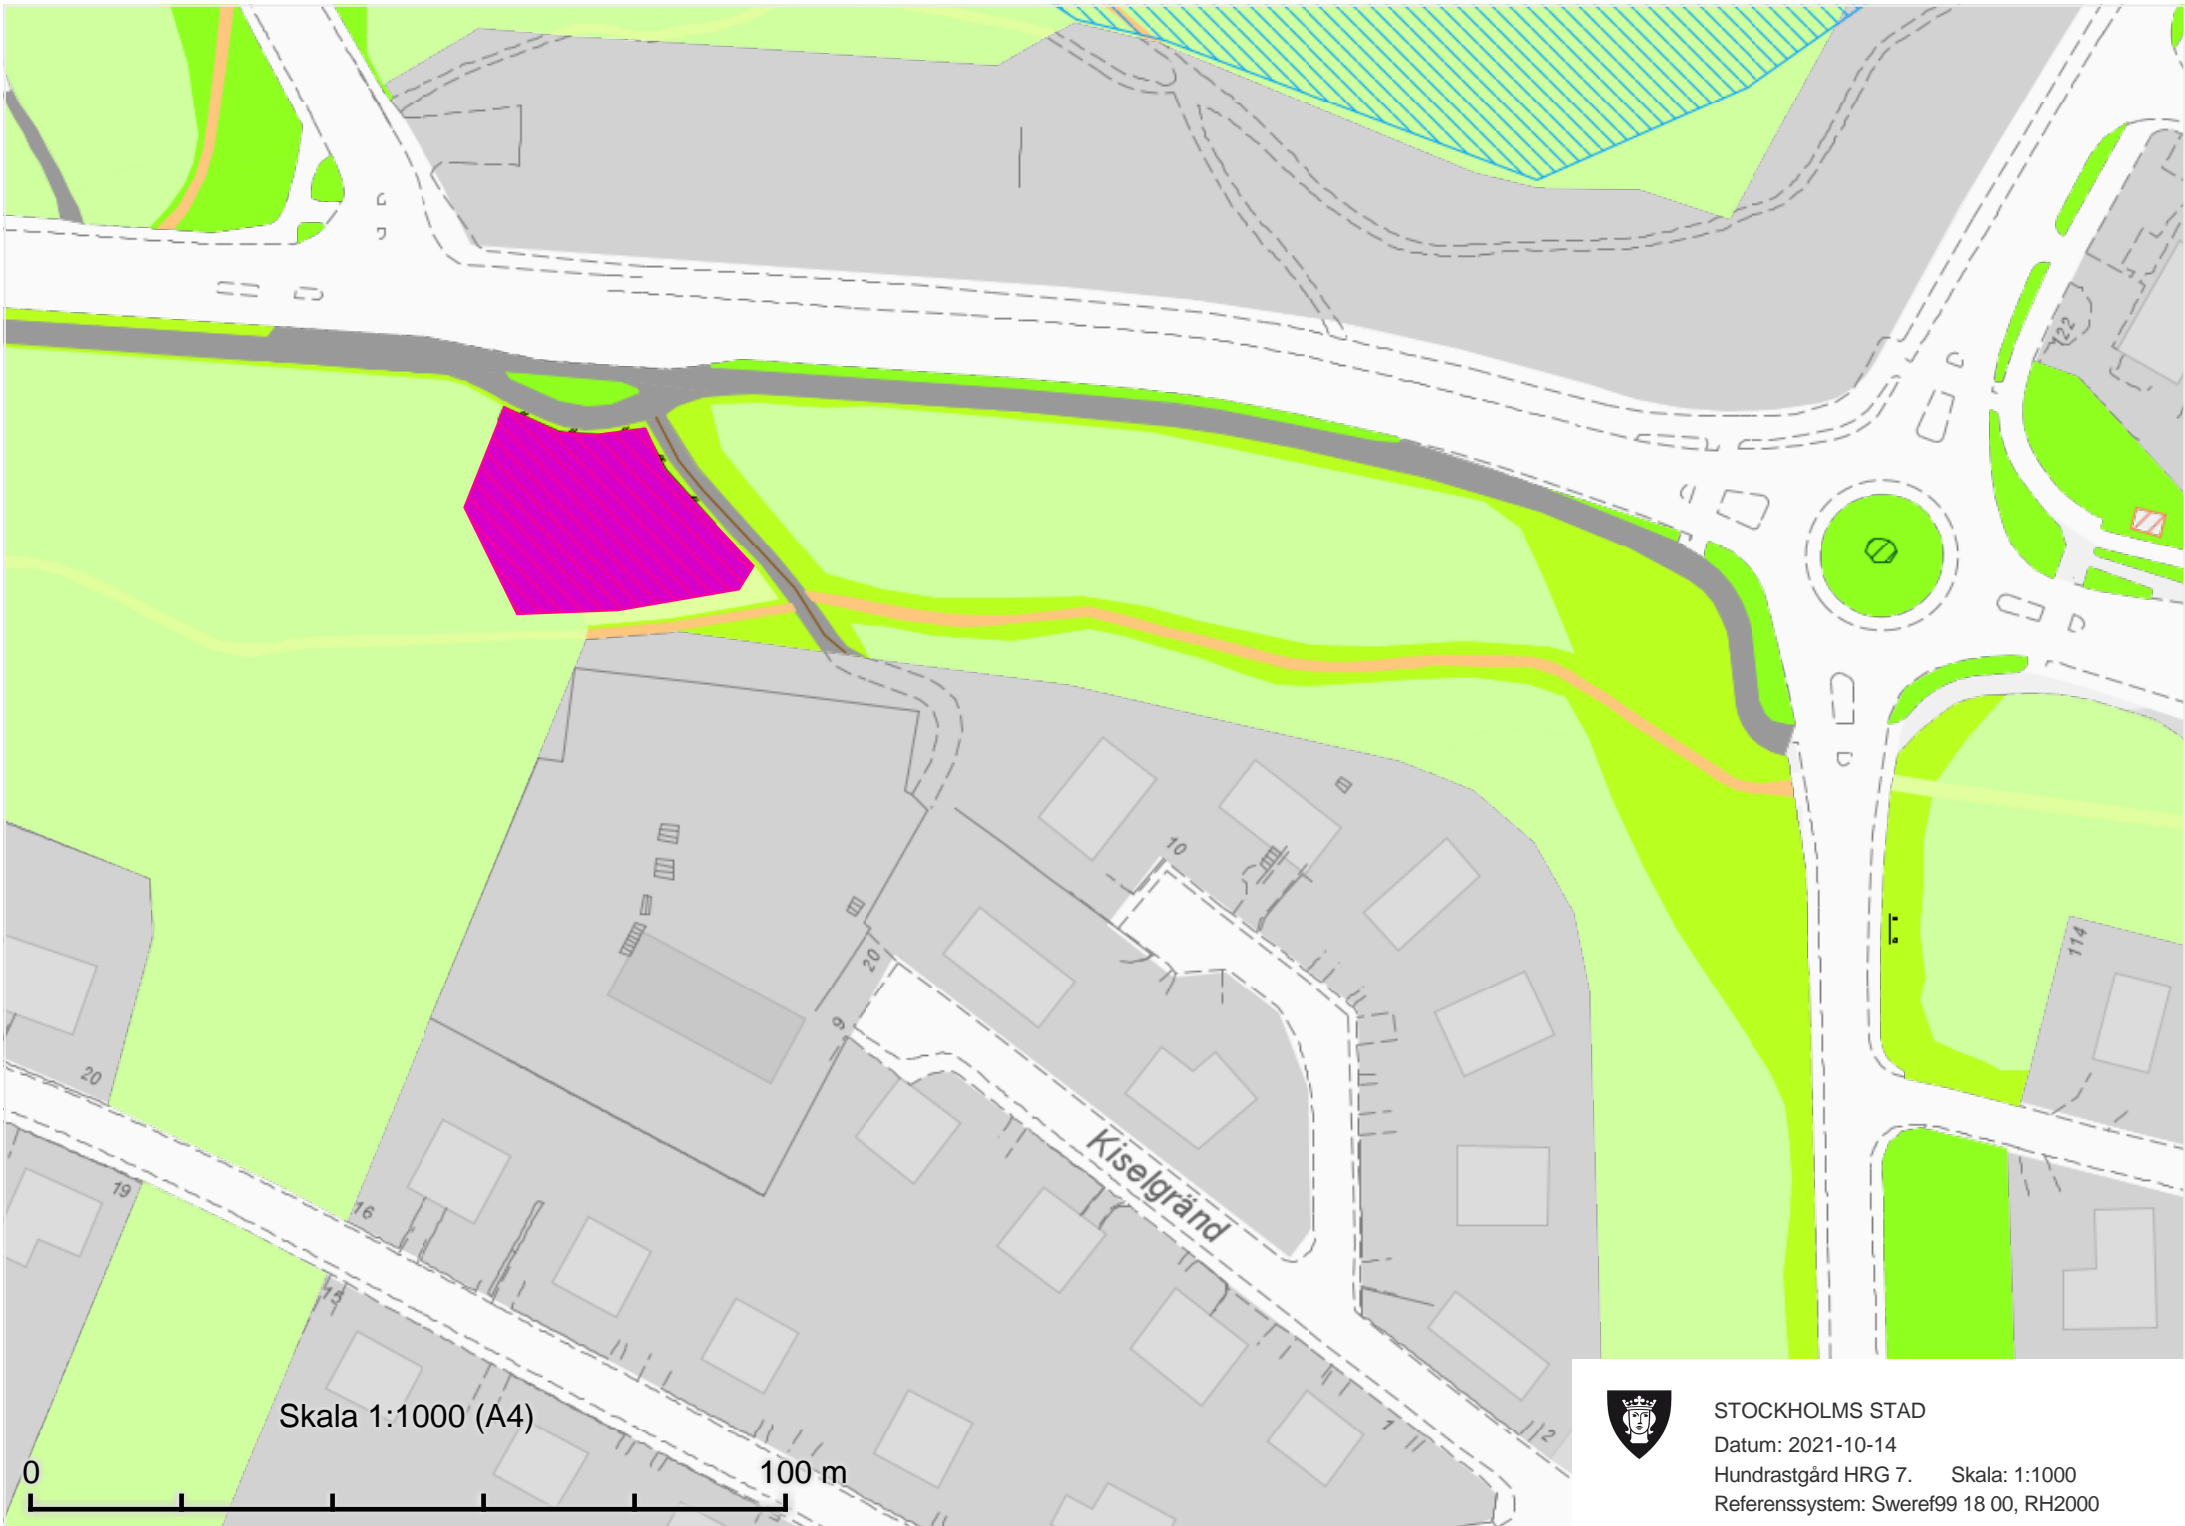 122
10
114
20
9
20
Kiselgränd
19
16
15
Skala 1:1000 (A4)
1
2
0 100 m
STOCKHOLMS STAD
Datum: 2021-10-14
Hundrastgård HRG 7. Skala: 1:1000
Referenssystem: Sweref99 18 00, RH2000